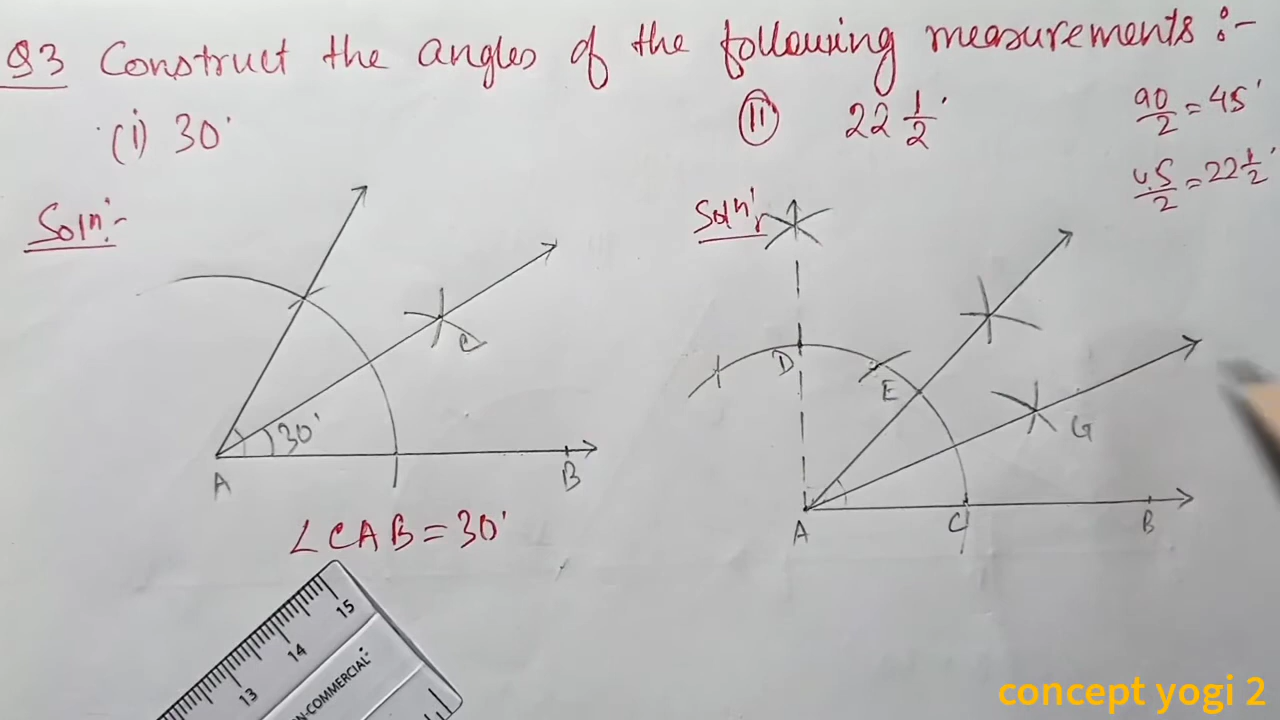 Q3 Construct the angles of the following measurements :-
(i) 30°
(II) 22 1/2°
90/2 = 45°
45/2 = 22 1/2°
Soln:-
C
30°
A
B
∠CAB = 30°
Soln:-
D
E
G
A
C
B
15
14
13
N-COMMERCIAL
concept yogi 2